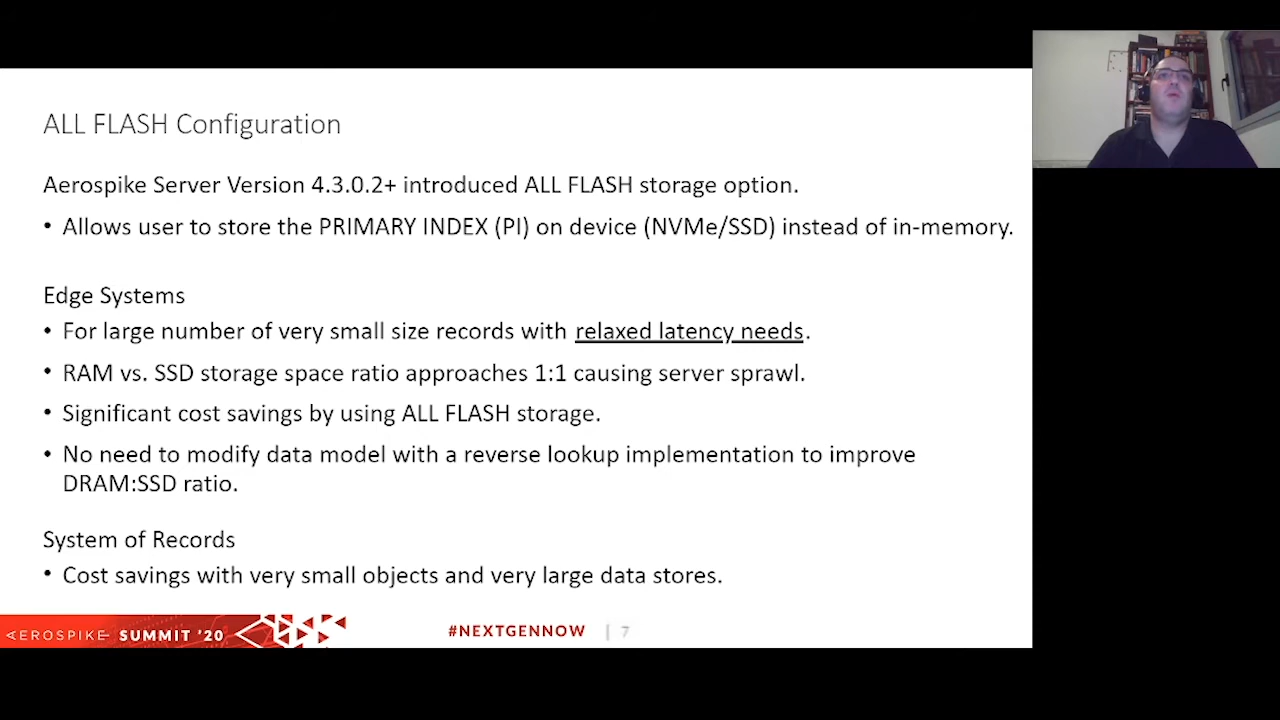 ALL FLASH Configuration
Aerospike Server Version 4.3.0.2+ introduced ALL FLASH storage option.
• Allows user to store the PRIMARY INDEX (PI) on device (NVMe/SSD) instead of in-memory.
Edge Systems
• For large number of very small size records with relaxed latency needs.
• RAM vs. SSD storage space ratio approaches 1:1 causing server sprawl.
• Significant cost savings by using ALL FLASH storage.
• No need to modify data model with a reverse lookup implementation to improve
DRAM:SSD ratio.
System of Records
• Cost savings with very small objects and very large data stores.
AEROSPIKE SUMMIT '20
#NEXTGENNOW | 7